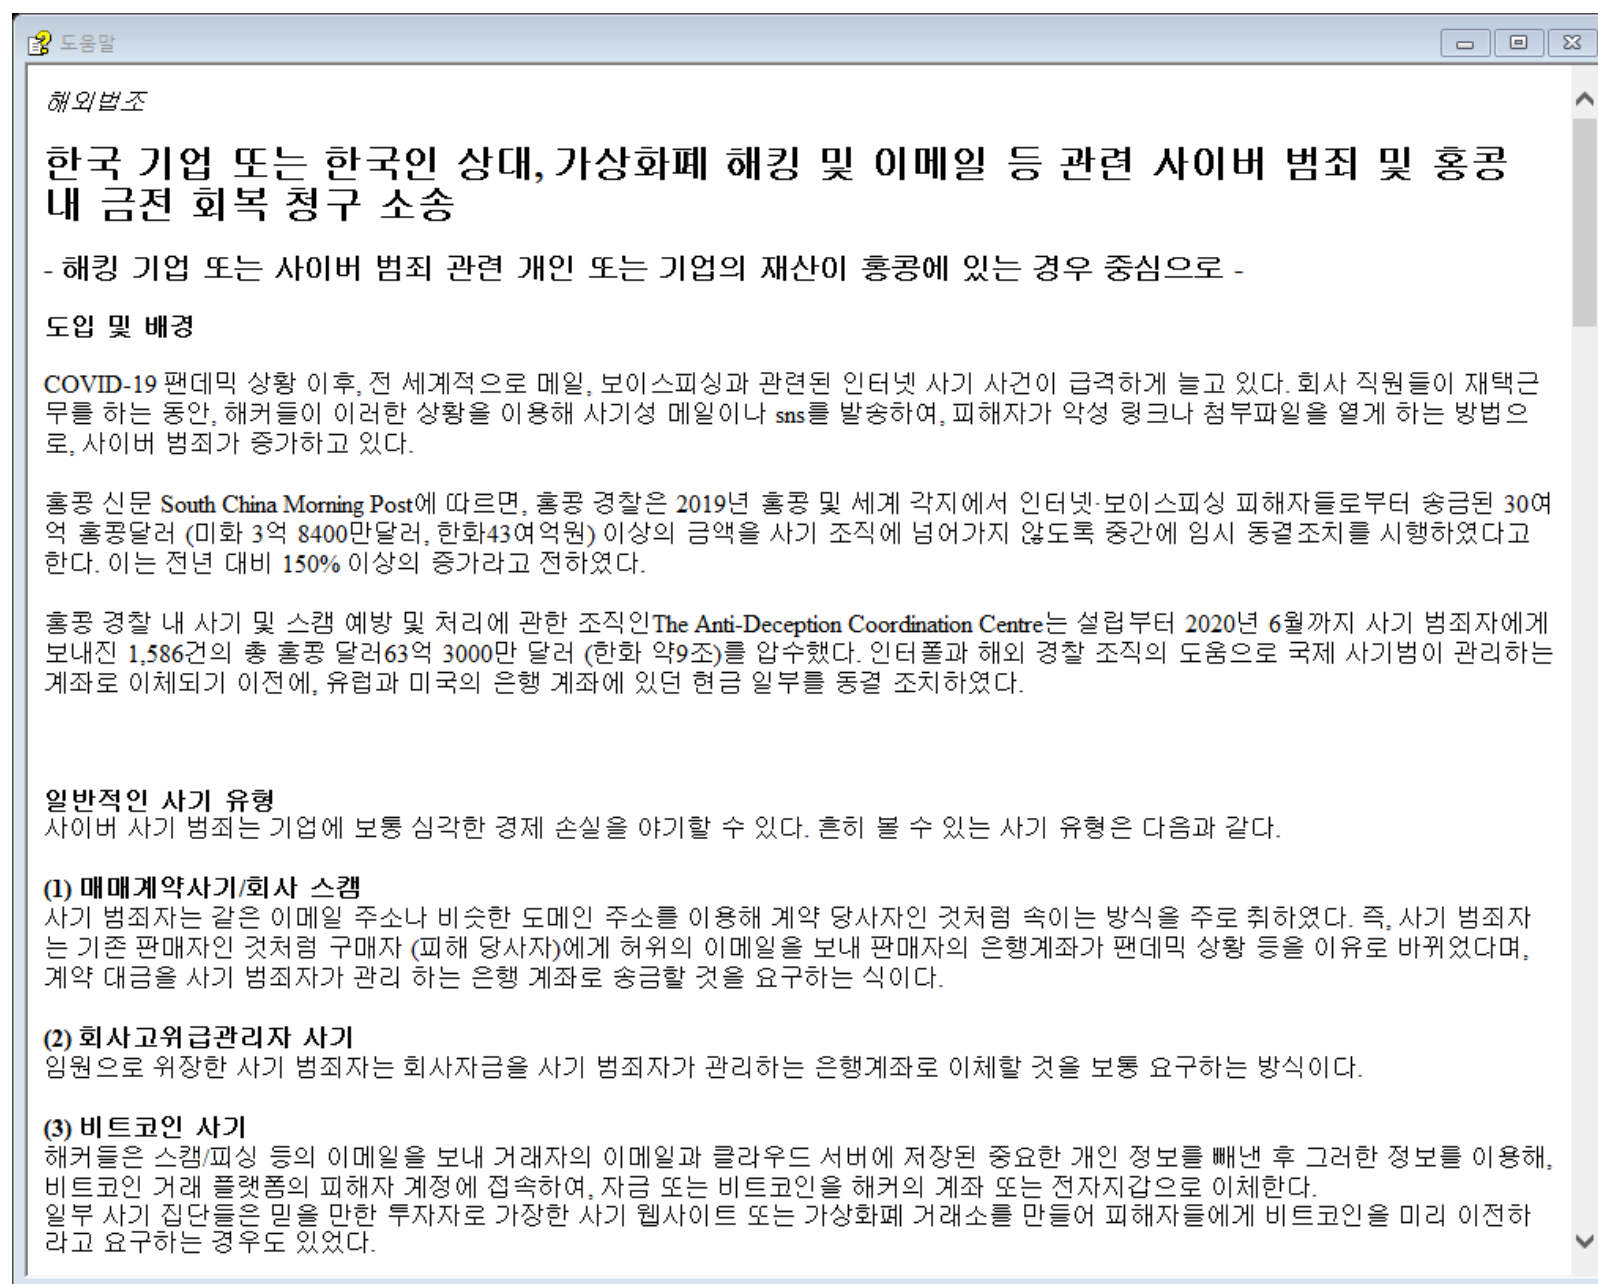 도움말
해외법조
한국 기업 또는 한국인 상대, 가상화폐 해킹 및 이메일 등 관련 사이버 범죄 및 홍콩
내 금전 회복 청구 소송
- 해킹 기업 또는 사이버 범죄 관련 개인 또는 기업의 재산이 홍콩에 있는 경우 중심으로 -
도입 및 배경
COVID-19 팬데믹 상황 이후, 전 세계적으로 메일, 보이스피싱과 관련된 인터넷 사기 사건이 급격하게 늘고 있다. 회사 직원들이 재택근
무를 하는 동안, 해커들이 이러한 상황을 이용해 사기성 메일이나 sns를 발송하여, 피해자가 악성 링크나 첨부파일을 열게 하는 방법으
로, 사이버 범죄가 증가하고 있다.
홍콩 신문 South China Morning Post에 따르면, 홍콩 경찰은 2019년 홍콩 및 세계 각지에서 인터넷·보이스피싱 피해자들로부터 송금된 30여
억 홍콩달러 (미화 3억 8400만달러, 한화43여억원) 이상의 금액을 사기 조직에 넘어가지 않도록 중간에 임시 동결조치를 시행하였다고
한다. 이는 전년 대비 150% 이상의 증가라고 전하였다.
홍콩 경찰 내 사기 및 스캠 예방 및 처리에 관한 조직인The Anti-Deception Coordination Centre는 설립부터 2020년 6월까지 사기 범죄자에게
보내진 1,586건의 총 홍콩 달러63억 3000만 달러 (한화 약9조)를 압수했다. 인터폴과 해외 경찰 조직의 도움으로 국제 사기범이 관리하는
계좌로 이체되기 이전에, 유럽과 미국의 은행 계좌에 있던 현금 일부를 동결 조치하였다.
일반적인 사기 유형
사이버 사기 범죄는 기업에 보통 심각한 경제 손실을 야기할 수 있다. 흔히 볼 수 있는 사기 유형은 다음과 같다.
(1) 매매계약사기/회사 스캠
사기 범죄자는 같은 이메일 주소나 비슷한 도메인 주소를 이용해 계약 당사자인 것처럼 속이는 방식을 주로 취하였다. 즉, 사기 범죄자
는 기존 판매자인 것처럼 구매자 (피해 당사자)에게 허위의 이메일을 보내 판매자의 은행계좌가 팬데믹 상황 등을 이유로 바뀌었다며,
계약 대금을 사기 범죄자가 관리 하는 은행 계좌로 송금할 것을 요구하는 식이다.
(2) 회사고위급관리자 사기
임원으로 위장한 사기 범죄자는 회사자금을 사기 범죄자가 관리하는 은행계좌로 이체할 것을 보통 요구하는 방식이다.
(3) 비트코인 사기
해커들은 스캠/피싱 등의 이메일을 보내 거래자의 이메일과 클라우드 서버에 저장된 중요한 개인 정보를 빼낸 후 그러한 정보를 이용해,
비트코인 거래 플랫폼의 피해자 계정에 접속하여, 자금 또는 비트코인을 해커의 계좌 또는 전자지갑으로 이체한다.
일부 사기 집단들은 믿을 만한 투자자로 가장한 사기 웹사이트 또는 가상화폐 거래소를 만들어 피해자들에게 비트코인을 미리 이전하
라고 요구하는 경우도 있었다.